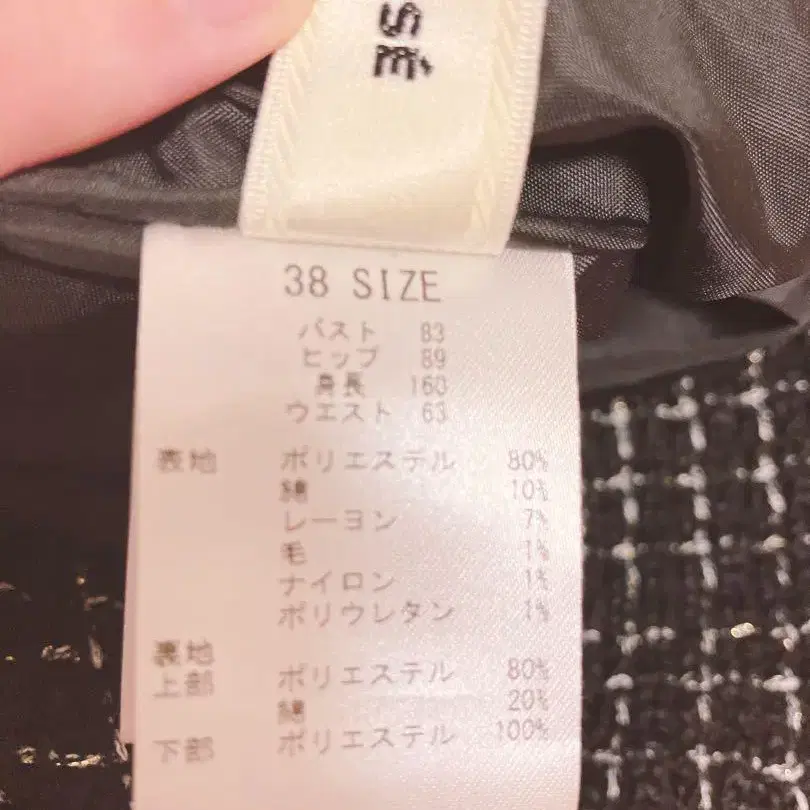 sé
38 SIZE
バスト 83
ヒップ 89
身長 160
ウエスト 63
表地 ポリエステル 80%
綿 10%
レーヨン 7%
毛 1%
ナイロン 1%
ポリウレタン 1%
裏地
上部 ポリエステル 80%
綿 20%
下部 ポリエステル 100%